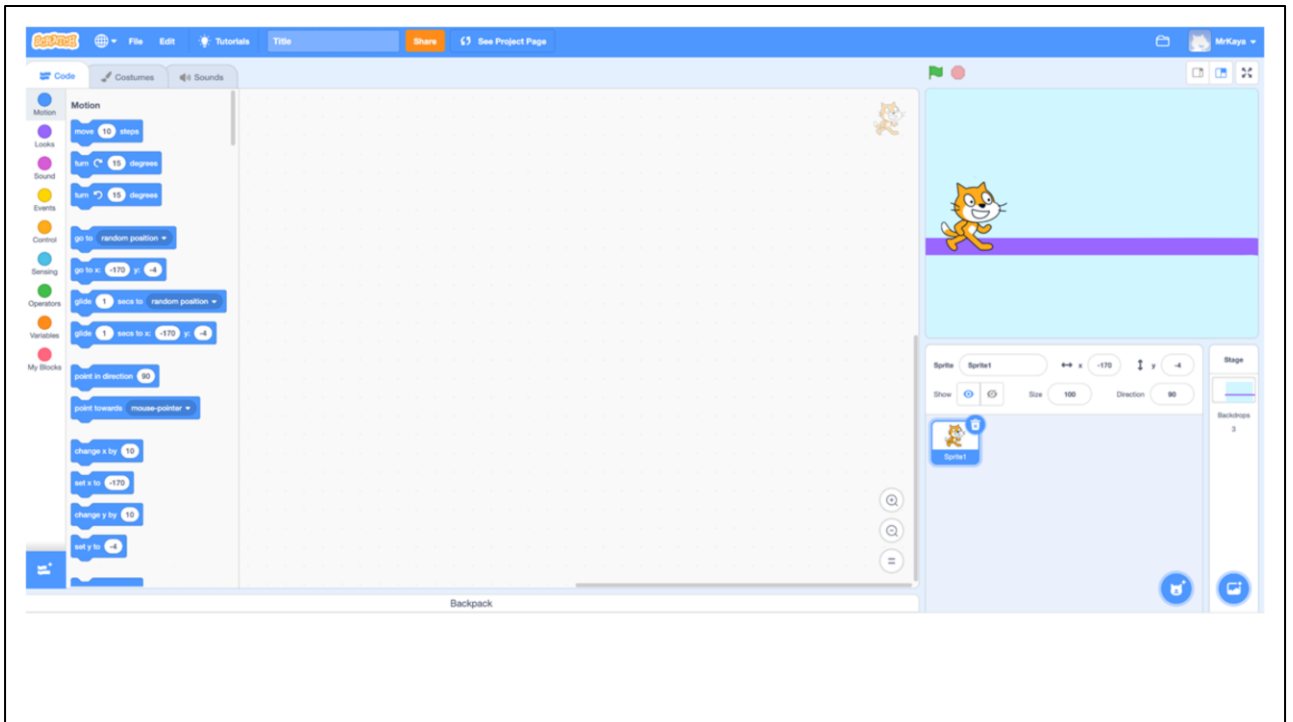 SCRATCH File Edit Tutorials Title Share See Project Page MrKaya
Code Costumes Sounds
Motion
Looks
Sound
Events
Control
Sensing
Operators
Variables
My Blocks
Motion
move 10 steps
turn 15 degrees
turn 15 degrees
go to random position
go to x: -170 y: -4
glide 1 secs to random position
glide 1 secs to x: -170 y: -4
point in direction 90
point towards mouse-pointer
change x by 10
set x to -170
change y by 10
set y to -4
Backpack
Sprite Sprite1 x -170 y -4
Show Size 100 Direction 90
Sprite1
Stage
Backdrops
3